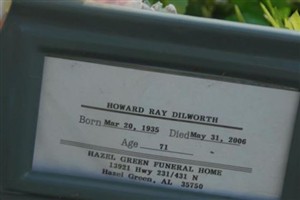 HOWARD RAY DILWORTH
Born Mar 20, 1935 Died May 31, 2006
Age 71
HAZEL GREEN FUNERAL HOME
13921 Hwy 231/431 N
Hazel Green, AL 35750